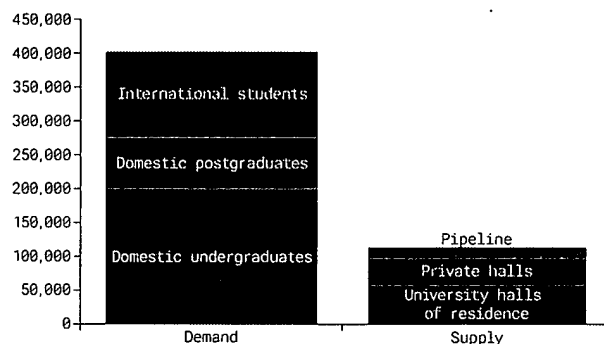 450,000
400,000
350,000
300,000
250,000
200,000
150,000
100,000
50,000
0
International students
Domestic postgraduates
Domestic undergraduates
Pipeline
Private halls
University halls
of residence
Demand
Supply